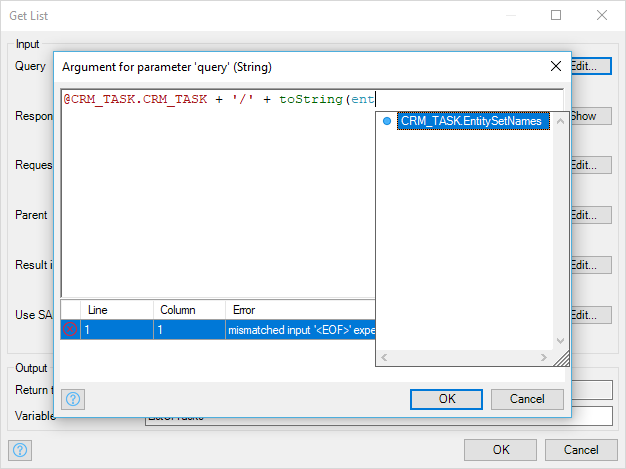 Get List
Input
Query
Edit...
Argument for parameter 'query' (String)
@CRM_TASK.CRM_TASK + '/' + toString(ent
CRM_TASK.EntitySetNames
Respon
Show
Reques
Edit...
Parent
Edit...
Result i
Edit...
Use SA
Edit...
Line Column Error
1 1 mismatched input '<EOF>' expe
OK Cancel
Output
Return t
Variable
OK Cancel